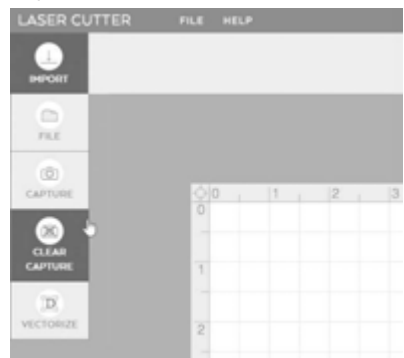 LASER CUTTER FILE HELP
IMPORT
FILE
CAPTURE
CLEAR
CAPTURE
VECTORIZE
0 1 2 3
0
1
2